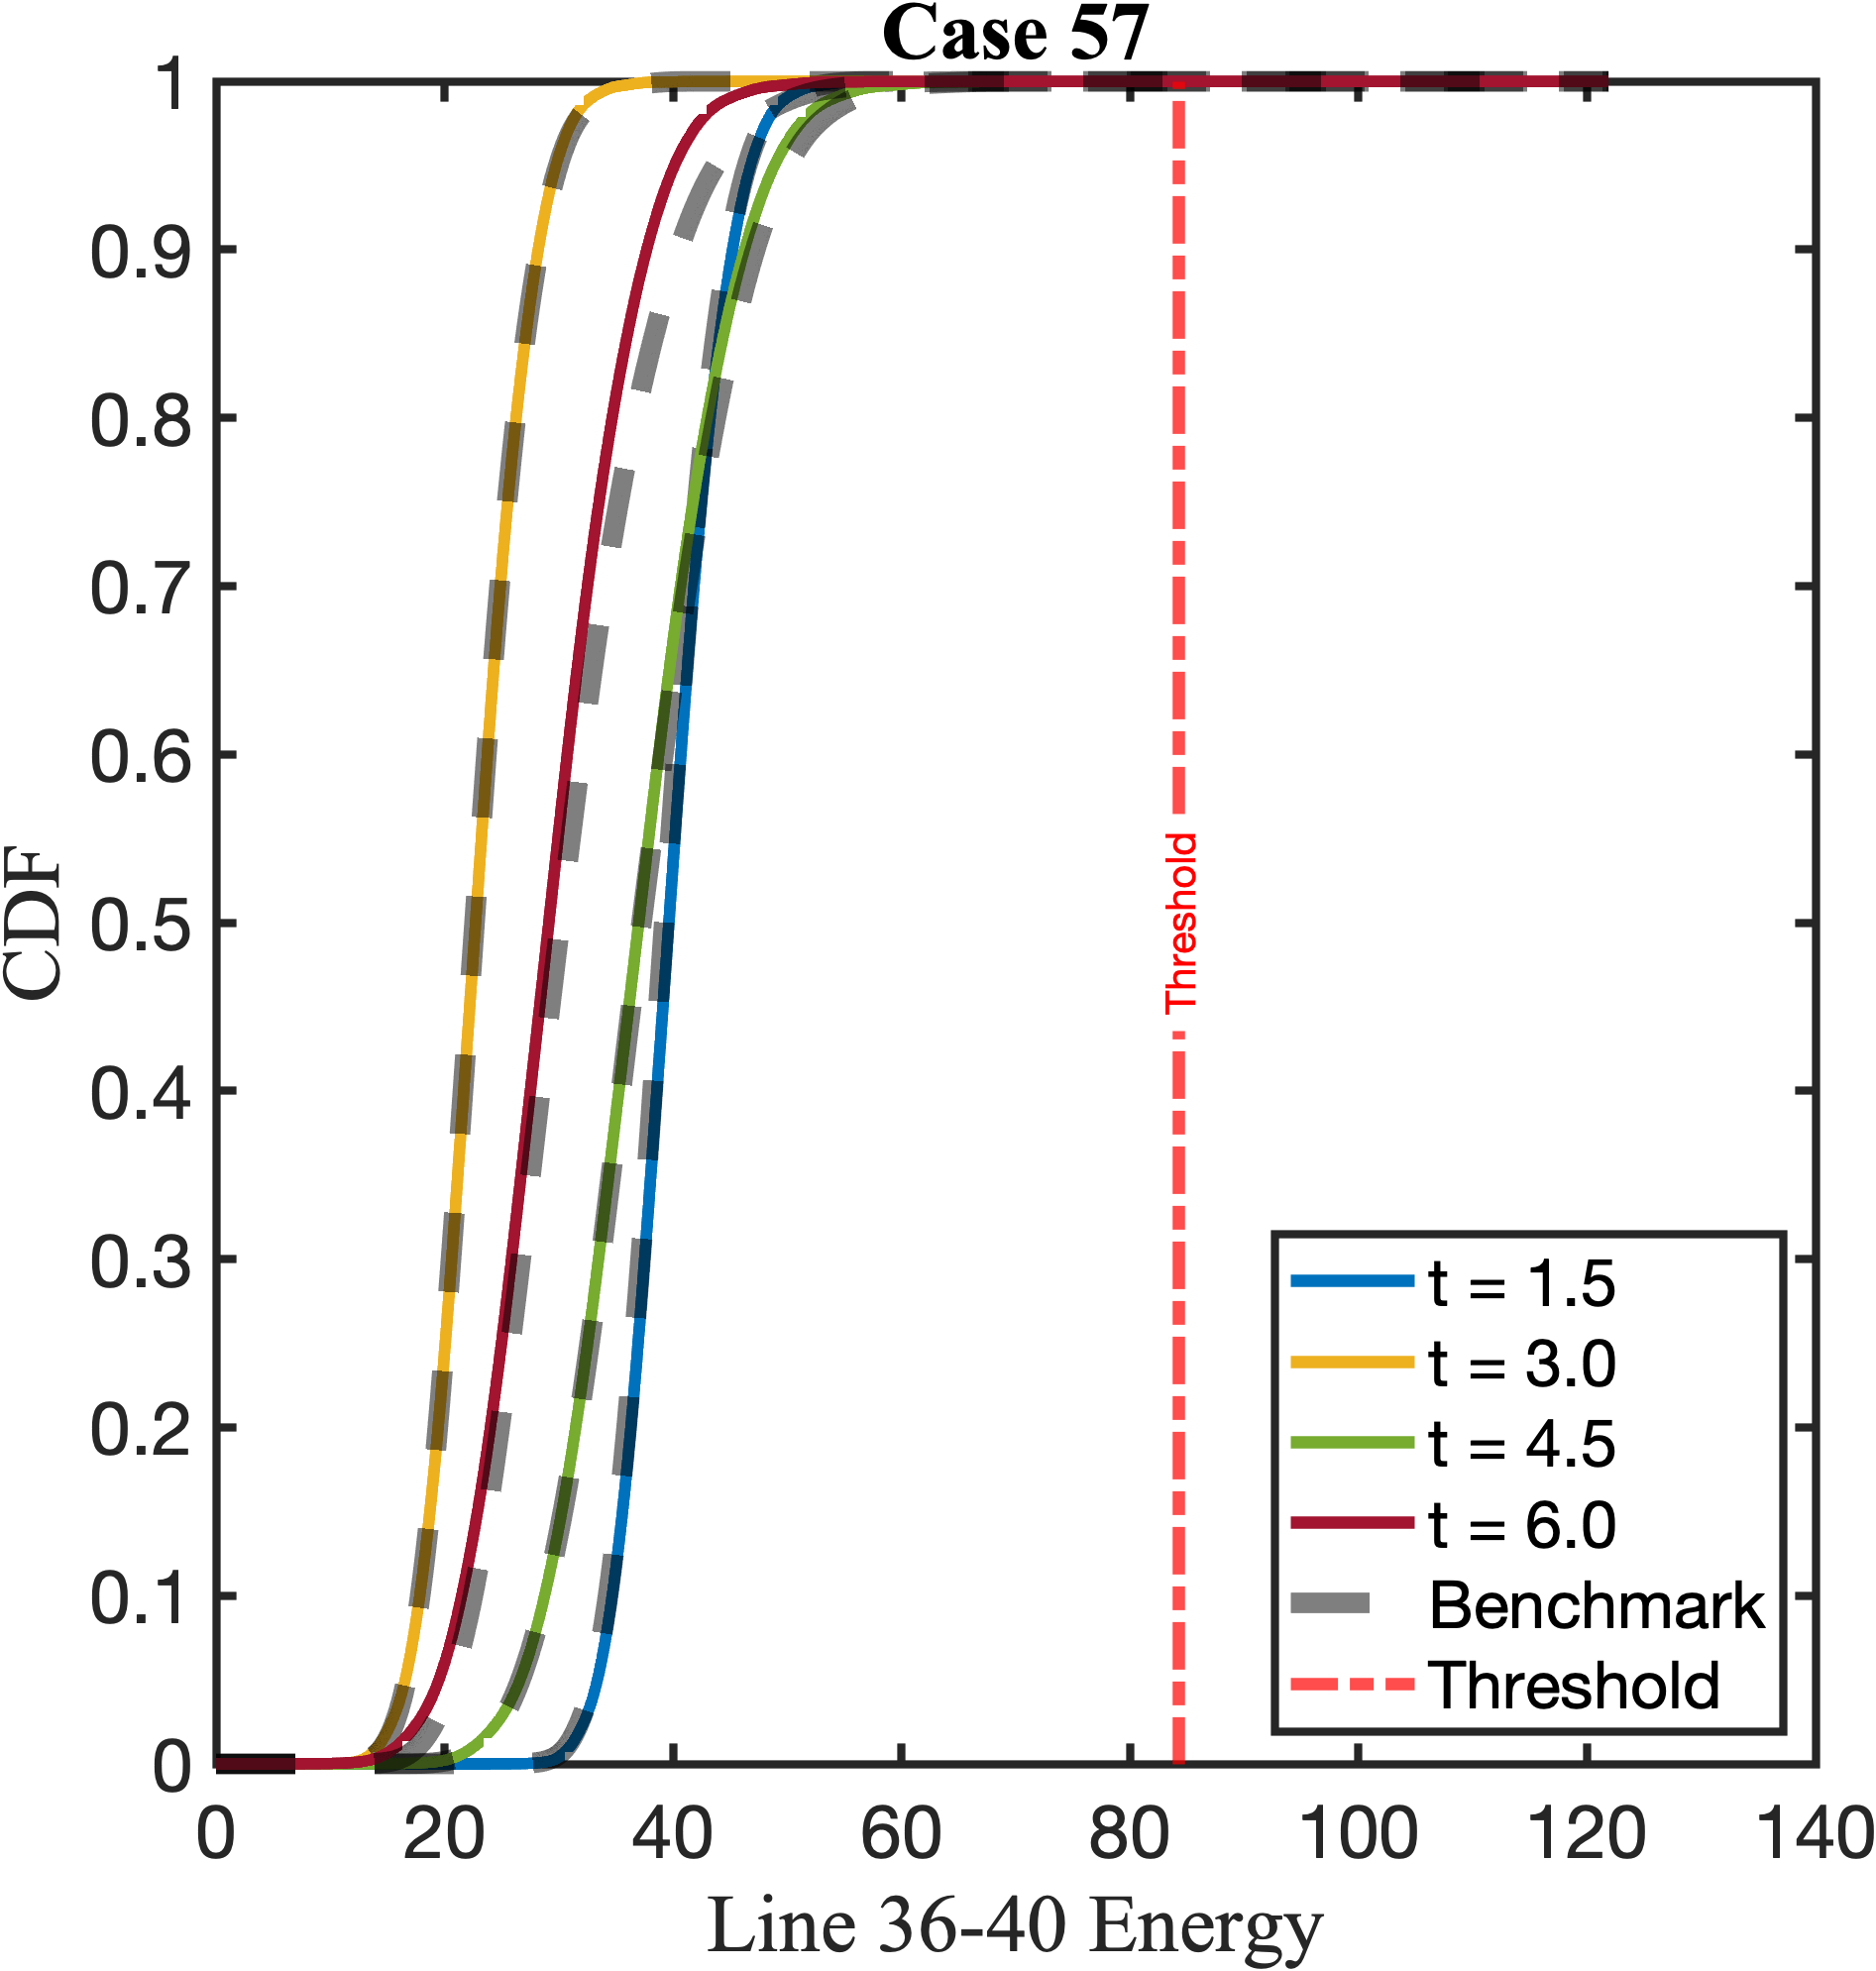 Case 57
1
0.9
0.8
0.7
0.6
0.5
0.4
0.3
0.2
0.1
0
CDF
Threshold
t = 1.5
t = 3.0
t = 4.5
t = 6.0
Benchmark
Threshold
0 20 40 60 80 100 120 140
Line 36-40 Energy